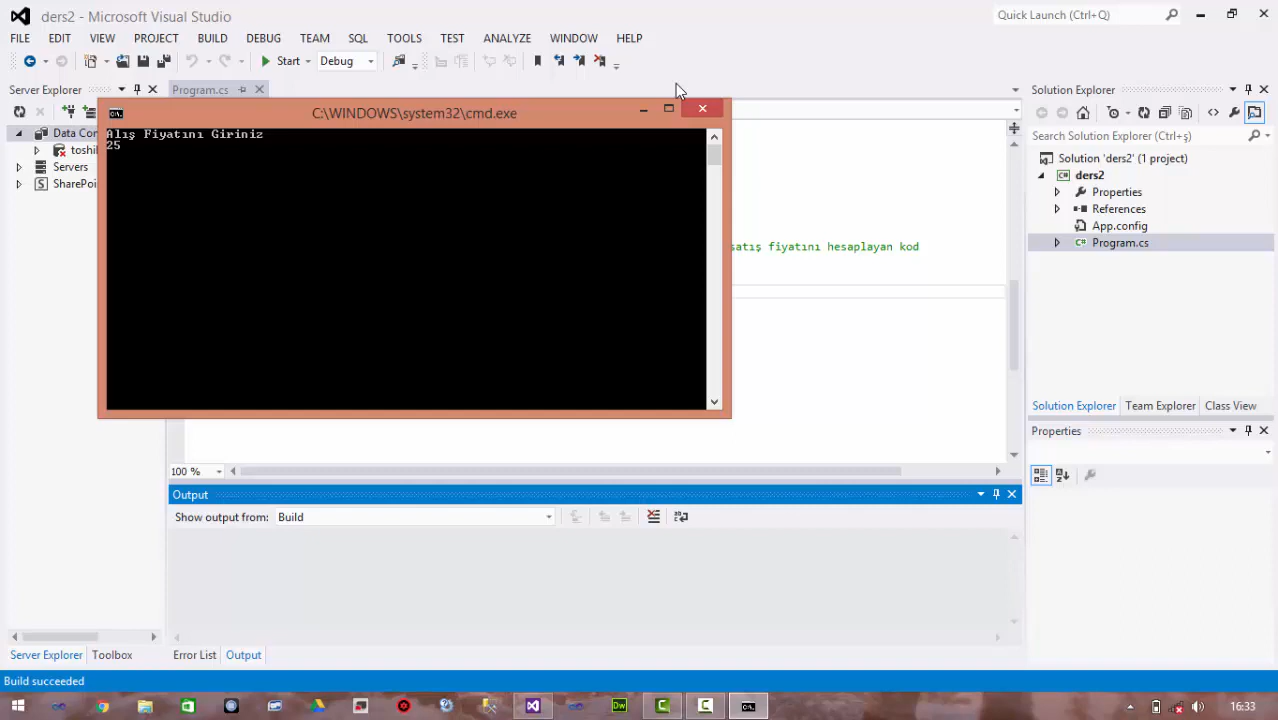 ders2 - Microsoft Visual Studio
Quick Launch (Ctrl+Q)
FILE EDIT VIEW PROJECT BUILD DEBUG TEAM SQL TOOLS TEST ANALYZE WINDOW HELP
Start Debug
Server Explorer
Program.cs
Solution Explorer
C:\WINDOWS\system32\cmd.exe
Alış Fiyatını Giriniz
25
Data Con
toshil
Servers
SharePoi
satış fiyatını hesaplayan kod
Search Solution Explorer (Ctrl+ş)
Solution 'ders2' (1 project)
ders2
Properties
References
App.config
Program.cs
Solution Explorer Team Explorer Class View
Properties
100 %
Output
Show output from: Build
Server Explorer Toolbox
Error List Output
Build succeeded
16:33